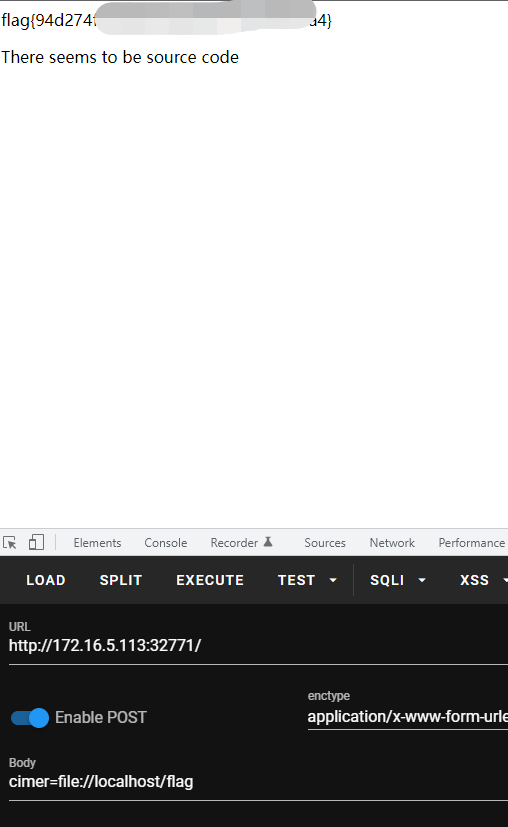 flag{94d274
d4}
There seems to be source code
Elements Console Recorder Sources Network Performance
LOAD SPLIT EXECUTE TEST SQLI XSS
URL
http://172.16.5.113:32771/
enctype
Enable POST
application/x-www-form-urle
Body
cimer=file://localhost/flag